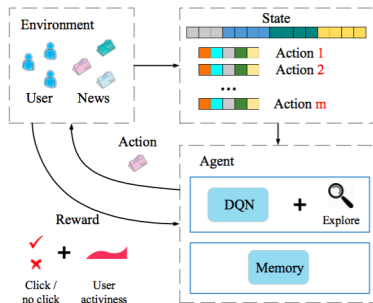 Environment
User
News
State
Action 1
Action 2
...
Action m
Action
Agent
DQN
+
Explore
Memory
Reward
+
Click /
no click
User
activiness